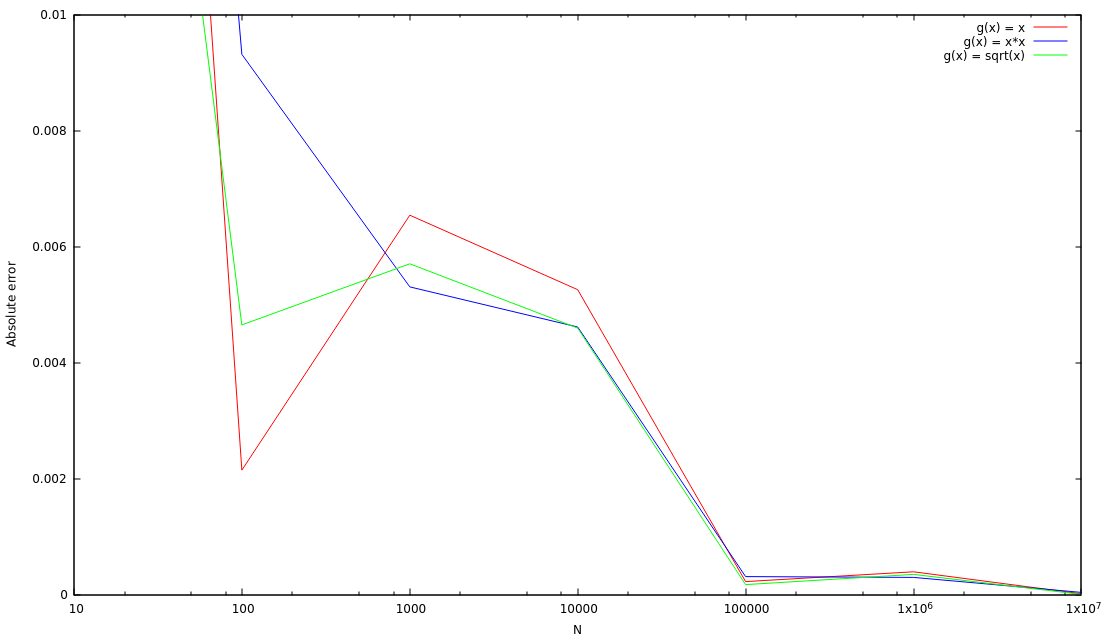 0.01
0.008
0.006
0.004
0.002
0
Absolute error
g(x) = x
g(x) = x*x
g(x) = sqrt(x)
10
100
1000
10000
100000
1x10⁶
1x10⁷
N